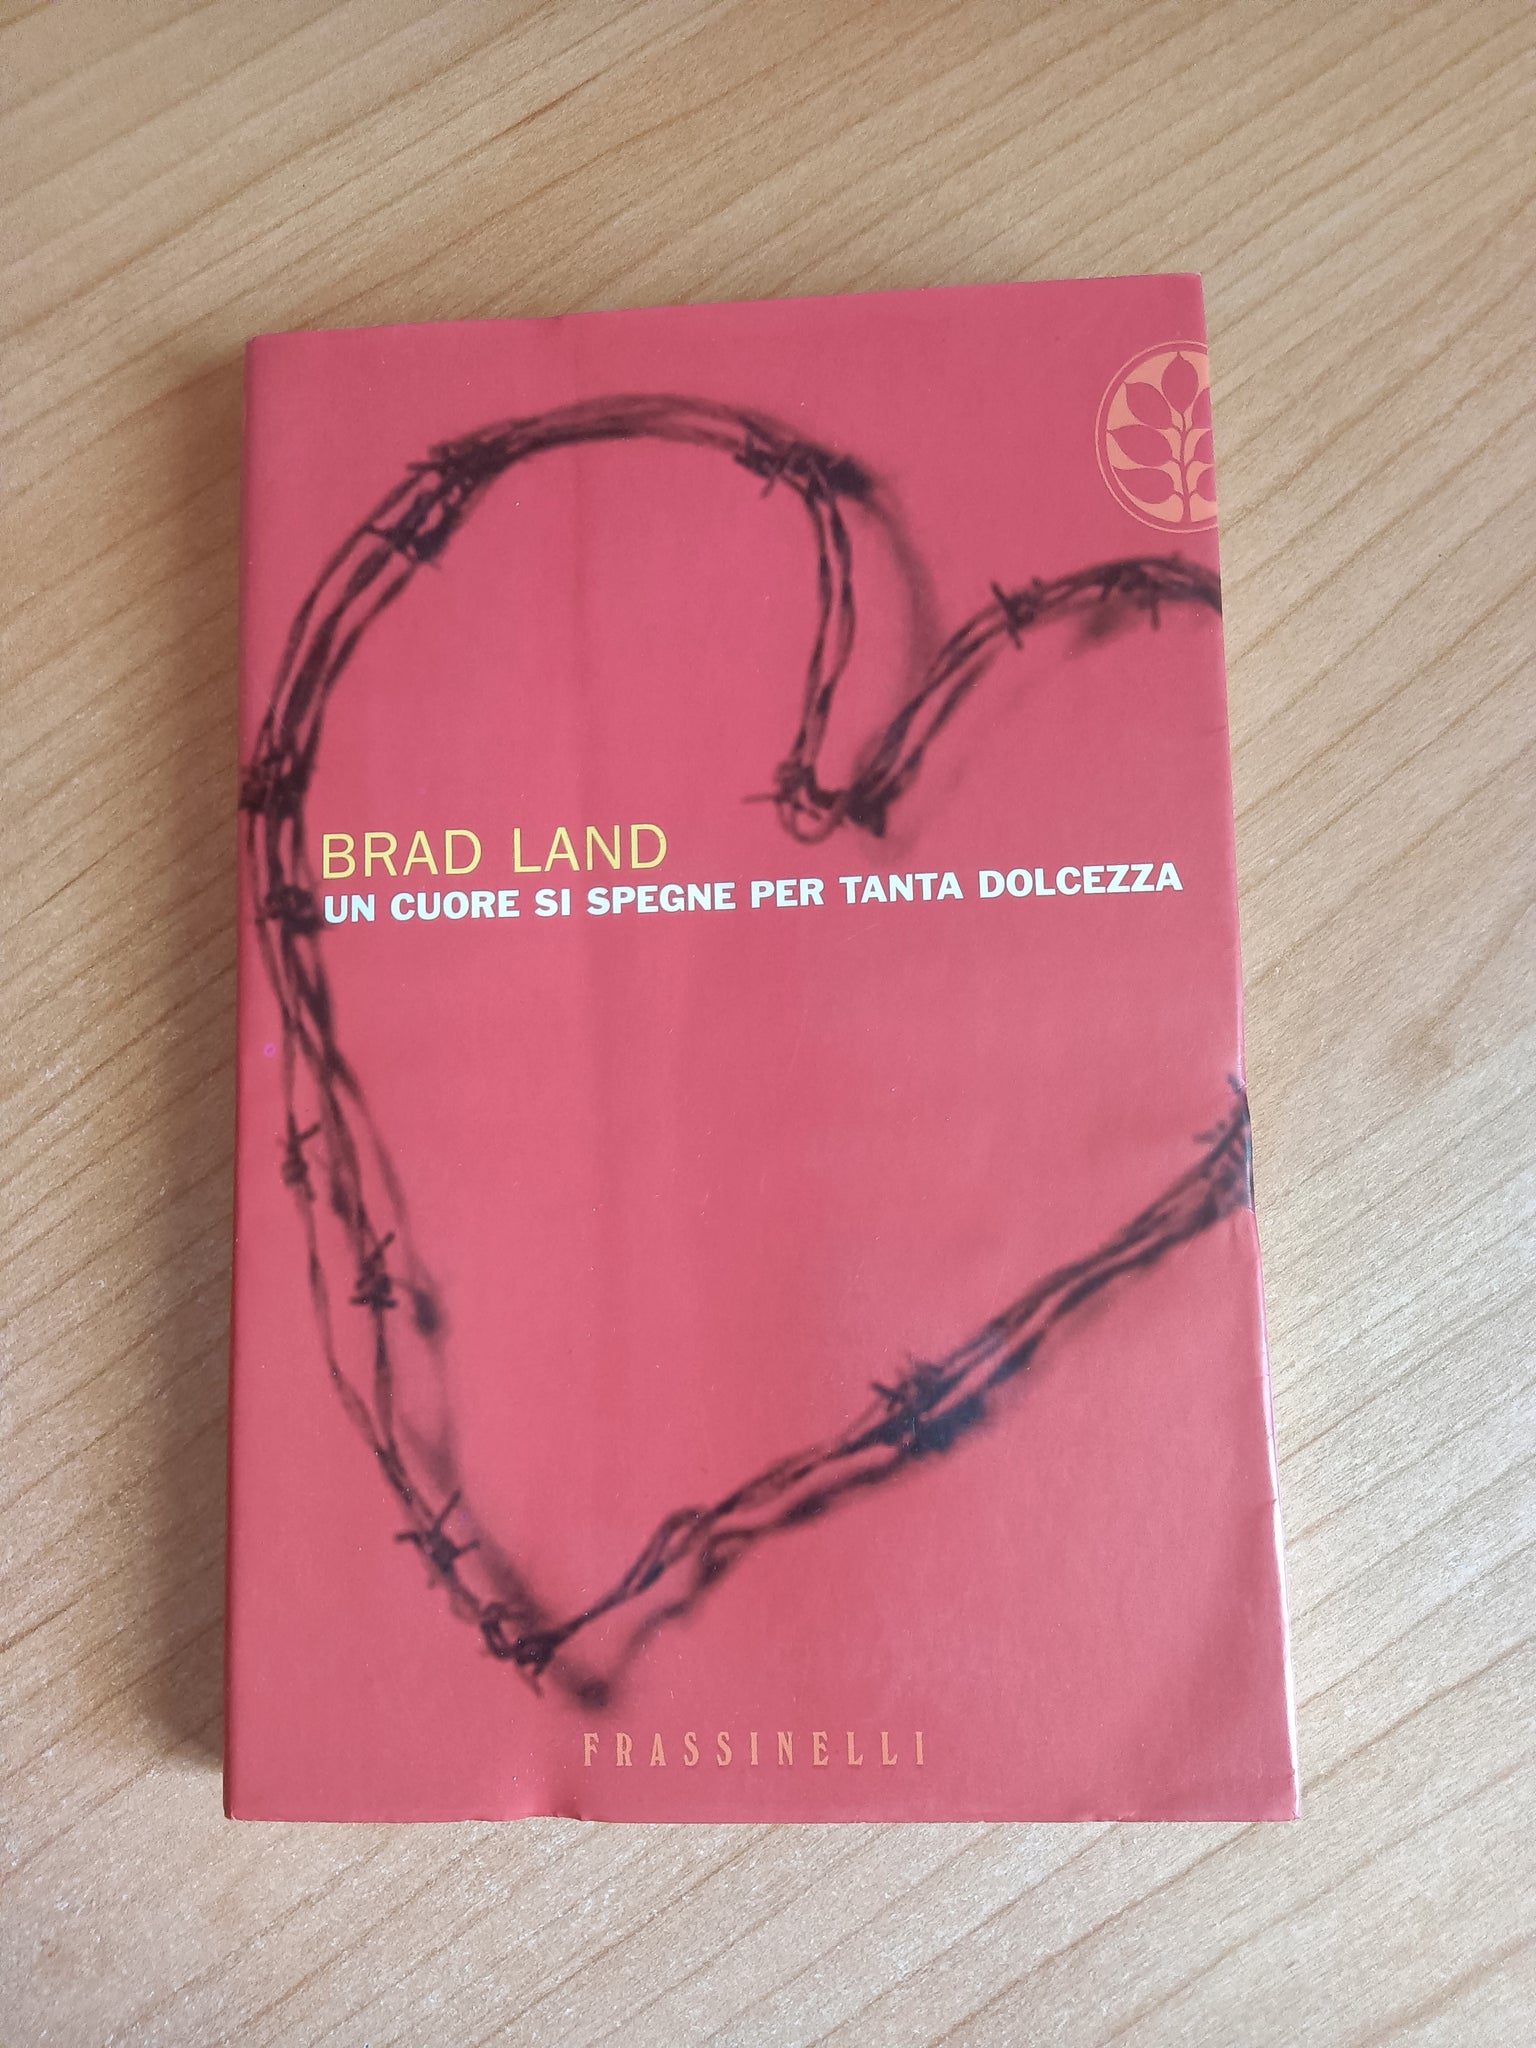 BRAD LAND
UN CUORE SI SPEGNE PER TANTA DOLCEZZA
FRASSINELLI